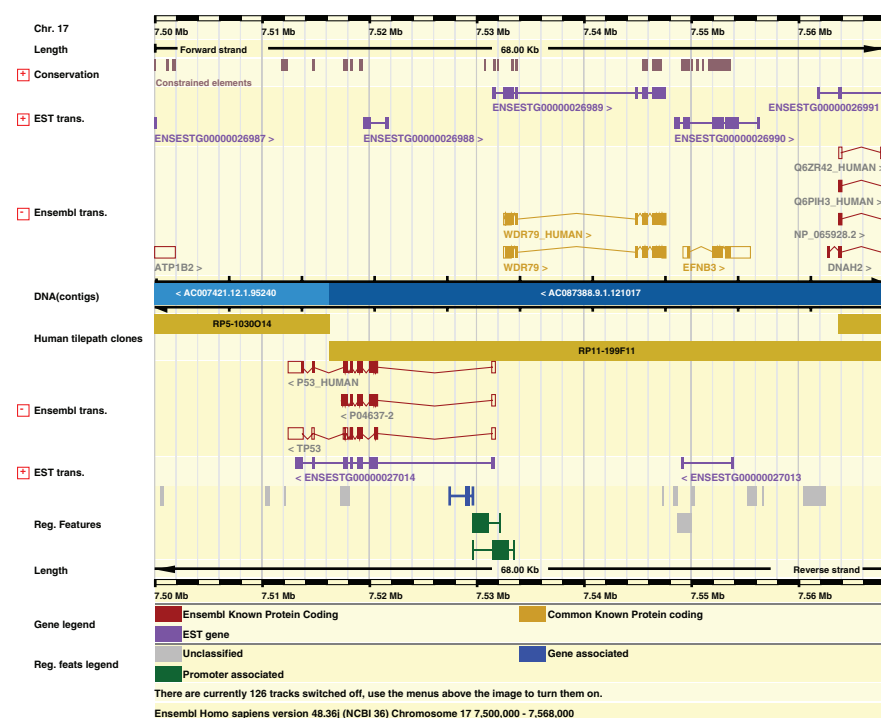 Chr. 17
7.50 Mb 7.51 Mb 7.52 Mb 7.53 Mb 7.54 Mb 7.55 Mb 7.56 Mb
Length Forward strand 68.00 Kb
+ Conservation
Constrained elements
+ EST trans.
ENSESTG00000026989 > ENSESTG00000026991
ENSESTG00000026987 > ENSESTG00000026988 > ENSESTG00000026990 >
Q6ZR42_HUMAN >
Q6PIH3_HUMAN >
- Ensembl trans.
WDR79_HUMAN > NP_065928.2 >
ATP1B2 > WDR79 > EFNB3 > DNAH2 >
DNA(contigs) < AC007421.12.1.95240 < AC087388.9.1.121017
RP5-1030O14
Human tilepath clones
RP11-199F11
< P53_HUMAN
- Ensembl trans.
< P04637-2
< TP53
+ EST trans.
< ENSESTG00000027014 < ENSESTG00000027013
Reg. Features
Length 68.00 Kb Reverse strand
7.50 Mb 7.51 Mb 7.52 Mb 7.53 Mb 7.54 Mb 7.55 Mb 7.56 Mb
Gene legend
Ensembl Known Protein Coding Common Known Protein coding
EST gene
Reg. feats legend
Unclassified Gene associated
Promoter associated
There are currently 126 tracks switched off, use the menus above the image to turn them on.
Ensembl Homo sapiens version 48.36j (NCBI 36) Chromosome 17 7,500,000 - 7,568,000